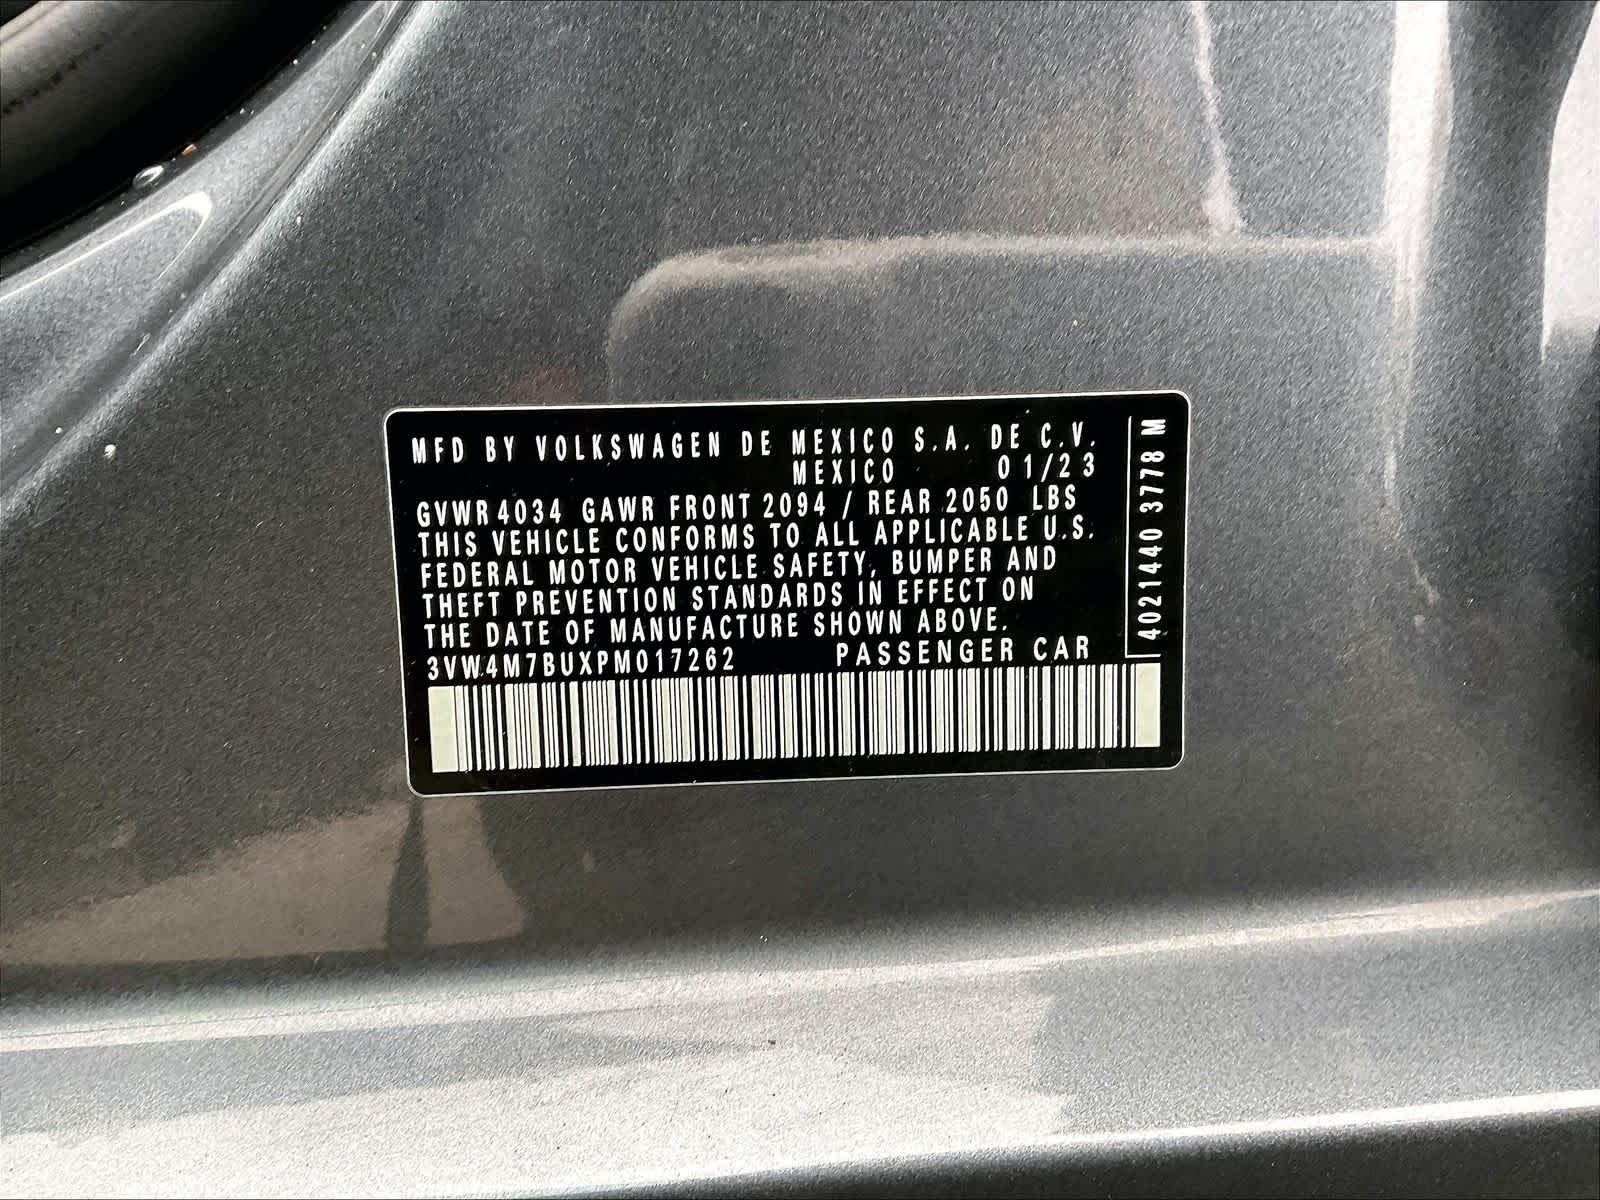 MFD BY VOLKSWAGEN DE MEXICO S.A. DE C.V.
MEXICO 01/23
GVWR 4034 GAWR FRONT 2094 / REAR 2050 LBS
THIS VEHICLE CONFORMS TO ALL APPLICABLE U.S.
FEDERAL MOTOR VEHICLE SAFETY, BUMPER AND
THEFT PREVENTION STANDARDS IN EFFECT ON
THE DATE OF MANUFACTURE SHOWN ABOVE.
3VW4M7BUXPM017262 PASSENGER CAR
4021440 3778 M